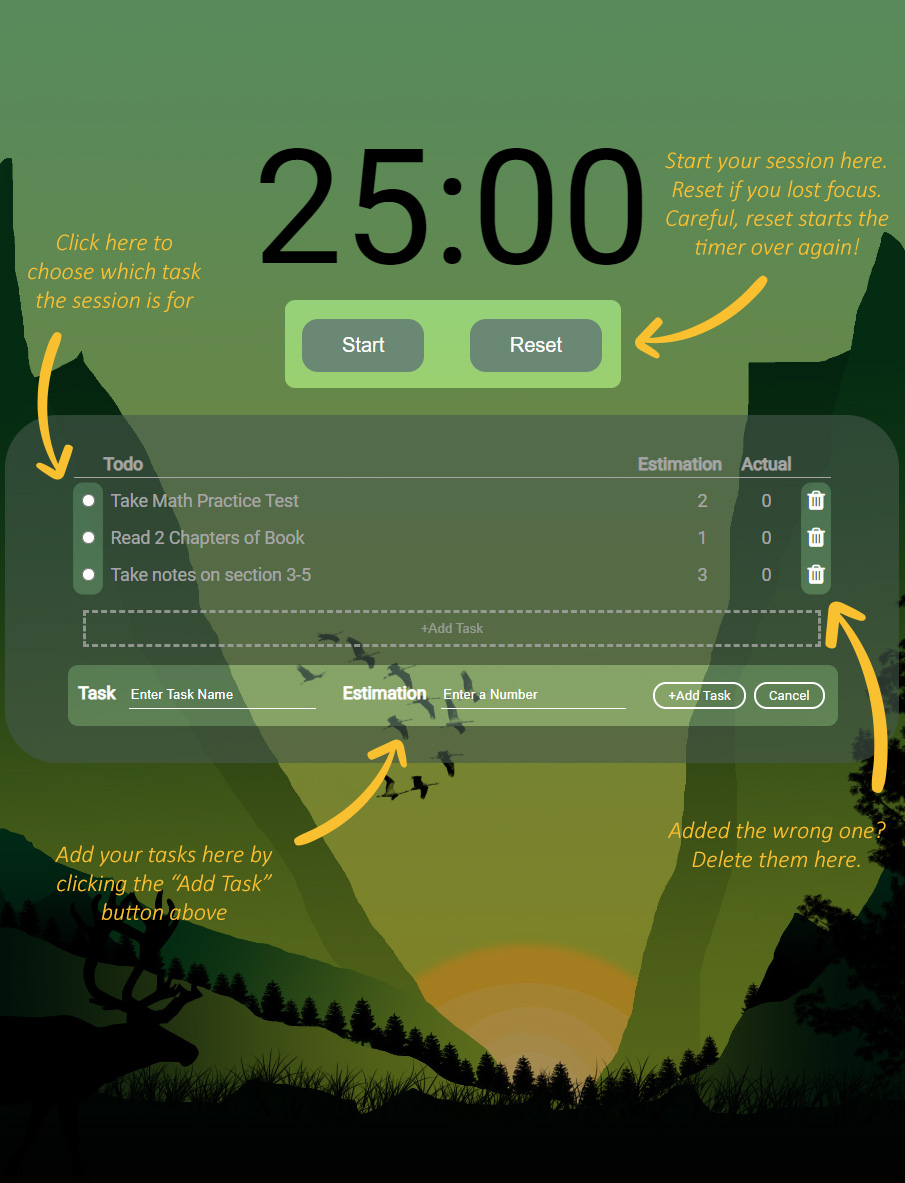 25:00
Start your session here.
Reset if you lost focus.
Careful, reset starts the
timer over again!
Click here to
choose which task
the session is for
Start Reset
Todo Estimation Actual
Take Math Practice Test 2 0
Read 2 Chapters of Book 1 0
Take notes on section 3-5 3 0
+Add Task
Task Enter Task Name Estimation Enter a Number +Add Task Cancel
Added the wrong one?
Delete them here.
Add your tasks here by
clicking the “Add Task”
button above